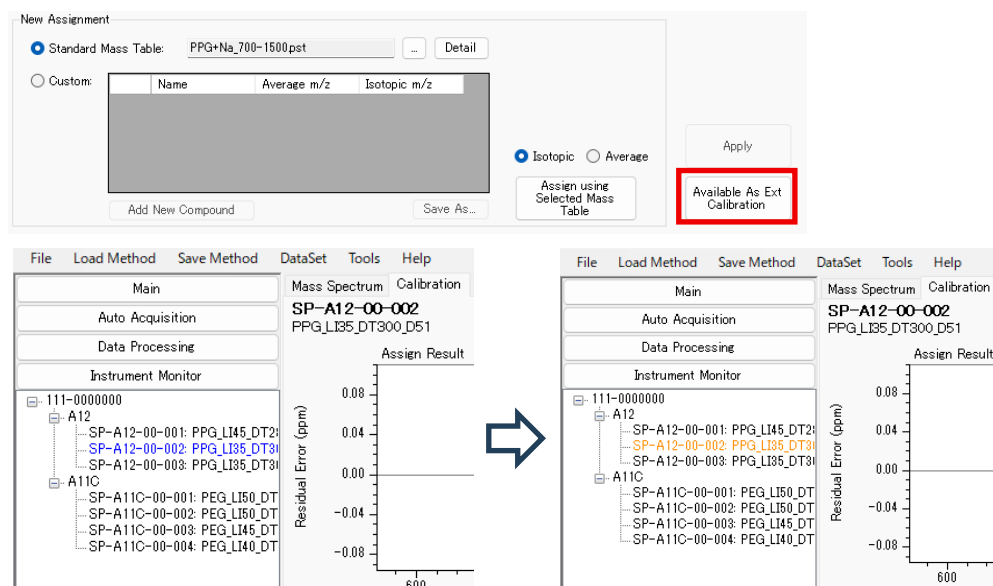 New Assignment
Standard Mass Table: PPG+Na_700-1500.pst ... Detail
Custom:
Name Average m/z Isotopic m/z
Isotopic Average
Apply
Assign using
Selected Mass
Table
Available As Ext
Calibration
Add New Compound Save As...
File Load Method Save Method DataSet Tools Help
Main
Auto Acquisition
Data Processing
Instrument Monitor
111-0000000
A12
SP-A12-00-001: PPG_LI45_DT2
SP-A12-00-002: PPG_LI35_DT3
SP-A12-00-003: PPG_LI35_DT3
A11C
SP-A11C-00-001: PEG_LI50_DT
SP-A11C-00-002: PEG_LI50_DT
SP-A11C-00-003: PEG_LI45_DT
SP-A11C-00-004: PEG_LI40_DT
Mass Spectrum Calibration
SP-A12-00-002
PPG_LI35_DT300_D51
Assign Result
Residual Error (ppm)
0.08
0.04
0.00
-0.04
-0.08
600
File Load Method Save Method DataSet Tools Help
Main
Auto Acquisition
Data Processing
Instrument Monitor
111-0000000
A12
SP-A12-00-001: PPG_LI45_DT2
SP-A12-00-002: PPG_LI35_DT3
SP-A12-00-003: PPG_LI35_DT3
A11C
SP-A11C-00-001: PEG_LI50_DT
SP-A11C-00-002: PEG_LI50_DT
SP-A11C-00-003: PEG_LI45_DT
SP-A11C-00-004: PEG_LI40_DT
Mass Spectrum Calibration
SP-A12-00-002
PPG_LI35_DT300_D51
Assign Result
Residual Error (ppm)
0.08
0.04
0.00
-0.04
-0.08
600